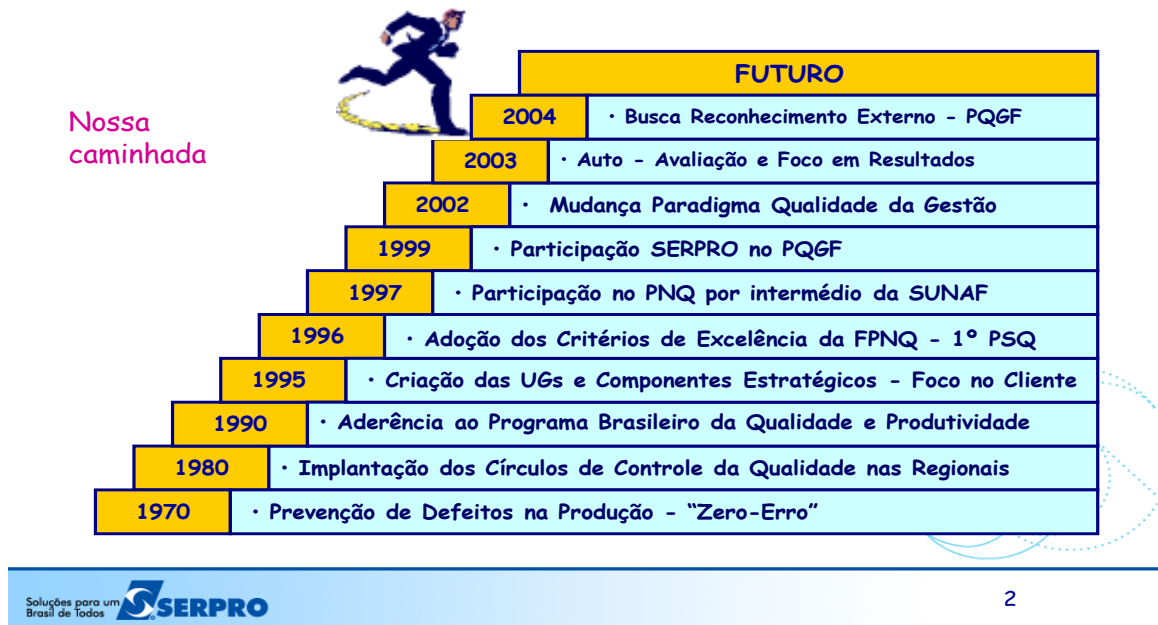 Nossa
caminhada
FUTURO
2004 • Busca Reconhecimento Externo - PQGF
2003 • Auto - Avaliação e Foco em Resultados
2002 • Mudança Paradigma Qualidade da Gestão
1999 • Participação SERPRO no PQGF
1997 • Participação no PNQ por intermédio da SUNAF
1996 • Adoção dos Critérios de Excelência da FPNQ - 1º PSQ
1995 • Criação das UGs e Componentes Estratégicos - Foco no Cliente
1990 • Aderência ao Programa Brasileiro da Qualidade e Produtividade
1980 • Implantação dos Círculos de Controle da Qualidade nas Regionais
1970 • Prevenção de Defeitos na Produção - “Zero-Erro”
Soluções para um
Brasil de Todos
SERPRO
2